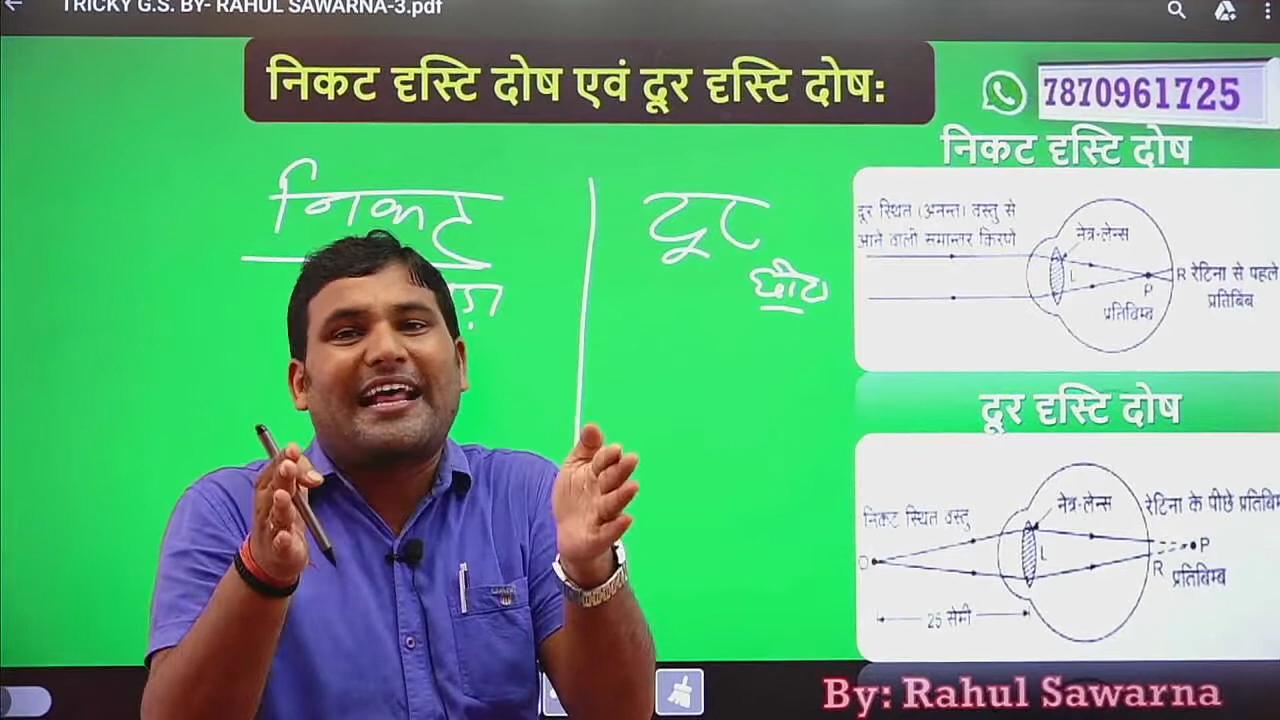 TRICKY G.S. BY- RAHUL SAWARNA-3.pdf
निकट दृस्टि दोष एवं दूर दृस्टि दोष:
7870961725
निकट दृस्टि दोष
निकट
दूर
छोटा
दूर स्थित (अनन्त) वस्तु से
आने वाली समान्तर किरणे
नेत्र-लेन्स
L
P
R रेटिना से पहले
प्रतिबिंब
प्रतिविम्ब
दूर दृस्टि दोष
निकट स्थित वस्तु
नेत्र-लेन्स
रेटिना के पीछे
O
L
P
R
प्रतिबिम्ब
25 सेमी
By: Rahul Sawarna